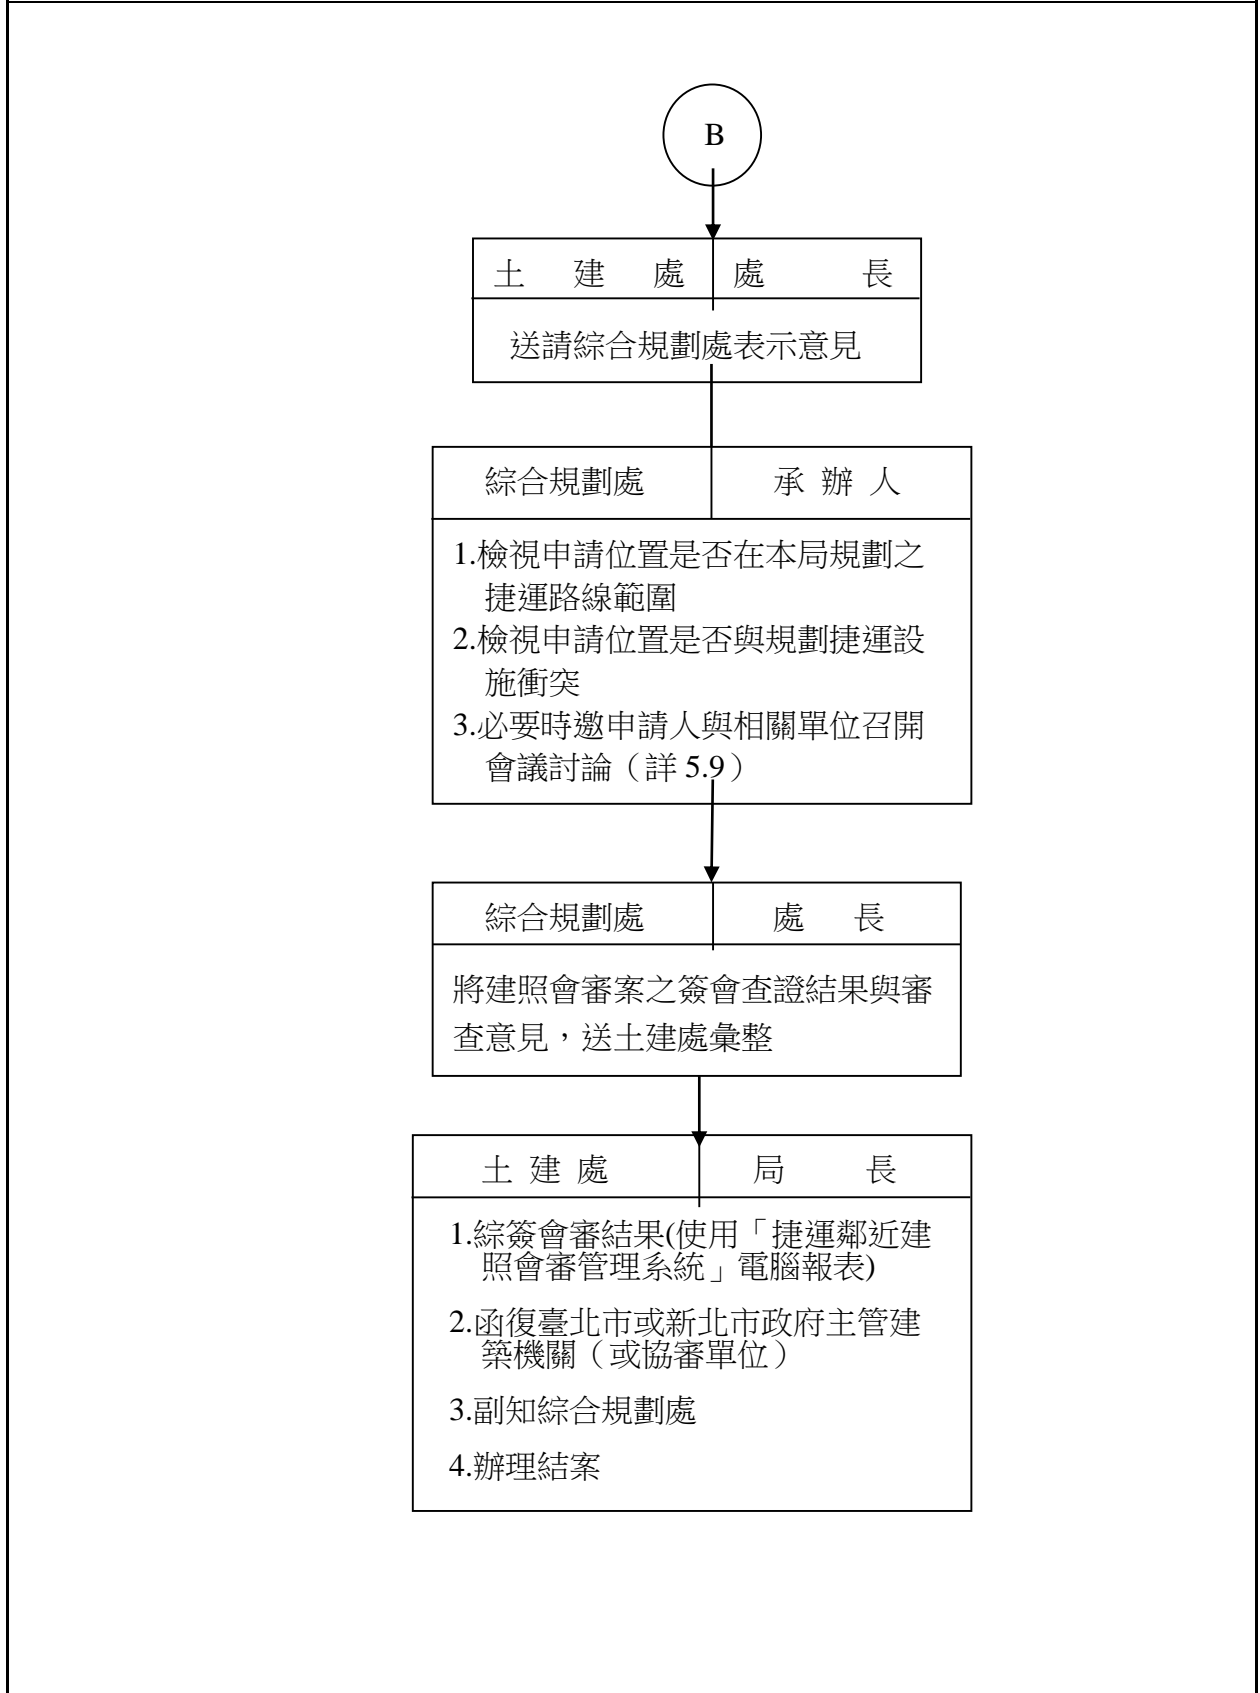 B
土建處 處長
送請綜合規劃處表示意見
綜合規劃處 承辦人
1.檢視申請位置是否在本局規劃之
捷運路線範圍
2.檢視申請位置是否與規劃捷運設
施衝突
3.必要時邀申請人與相關單位召開
會議討論（詳 5.9）
綜合規劃處 處長
將建照會審案之簽會查證結果與審
查意見，送土建處彙整
土建處 局長
1.綜簽會審結果(使用「捷運鄰近建
照會審管理系統」電腦報表)
2.函復臺北市或新北市政府主管建
築機關（或協審單位）
3.副知綜合規劃處
4.辦理結案